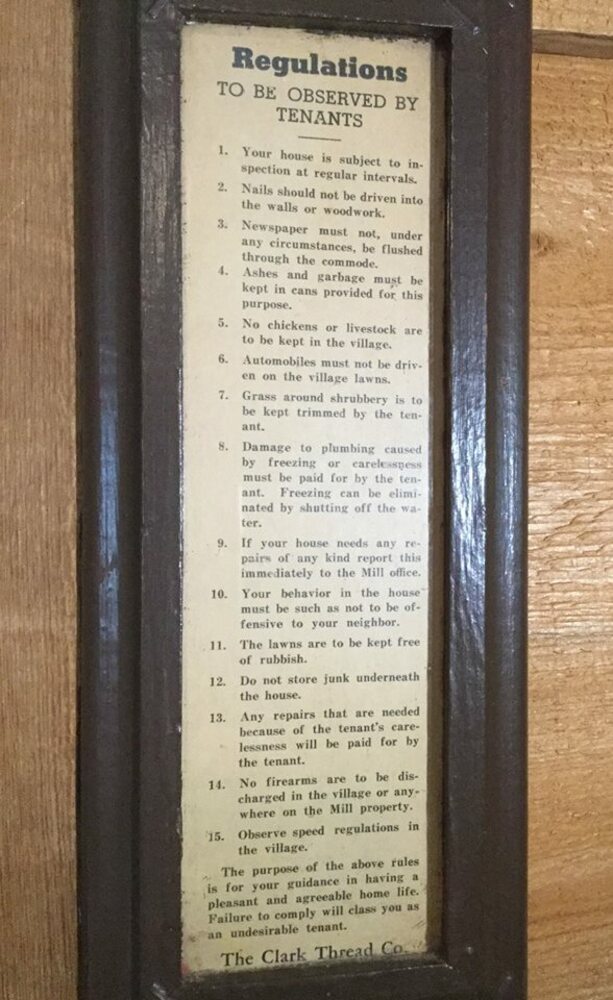 Regulations
TO BE OBSERVED BY
TENANTS
1. Your house is subject to in-
spection at regular intervals.
2. Nails should not be driven into
the walls or woodwork.
3. Newspaper must not, under
any circumstances, be flushed
through the commode.
4. Ashes and garbage must be
kept in cans provided for this
purpose.
5. No chickens or livestock are
to be kept in the village.
6. Automobiles must not be driv-
en on the village lawns.
7. Grass around shrubbery is to
be kept trimmed by the ten-
ant.
8. Damage to plumbing caused
by freezing or carelessness
must be paid for by the ten-
ant. Freezing can be elimi-
nated by shutting off the wa-
ter.
9. If your house needs any re-
pairs of any kind report this
immediately to the Mill office.
10. Your behavior in the house
must be such as not to be of-
fensive to your neighbor.
11. The lawns are to be kept free
of rubbish.
12. Do not store junk underneath
the house.
13. Any repairs that are needed
because of the tenant's care-
lessness will be paid for by
the tenant.
14. No firearms are to be dis-
charged in the village or any-
where on the Mill property.
15. Observe speed regulations in
the village.
The purpose of the above rules
is for your guidance in having a
pleasant and agreeable home life.
Failure to comply will class you as
an undesirable tenant.
The Clark Thread Co.